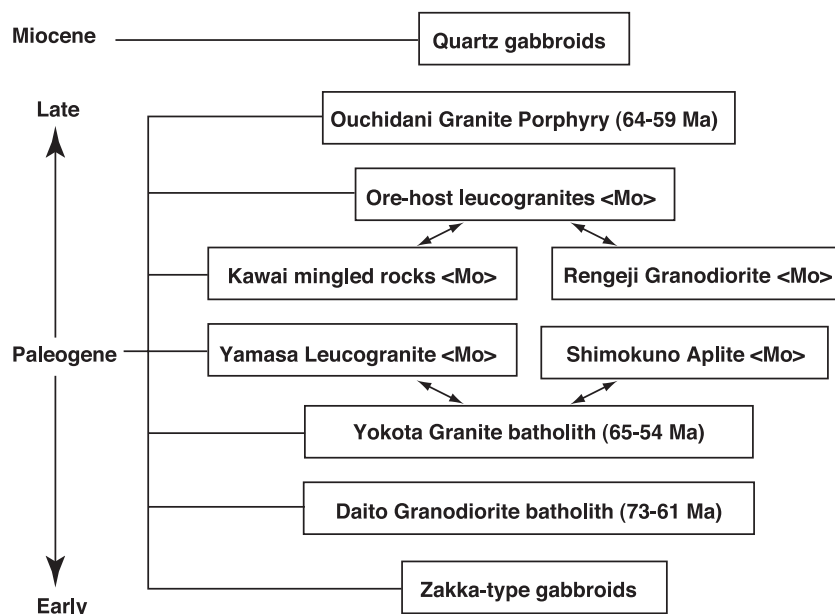 Miocene
Quartz gabbroids
Late
Ouchidani Granite Porphyry (64-59 Ma)
Ore-host leucogranites <Mo>
Kawai mingled rocks <Mo>
Rengeji Granodiorite <Mo>
Paleogene
Yamasa Leucogranite <Mo>
Shimokuno Aplite <Mo>
Yokota Granite batholith (65-54 Ma)
Daito Granodiorite batholith (73-61 Ma)
Zakka-type gabbroids
Early